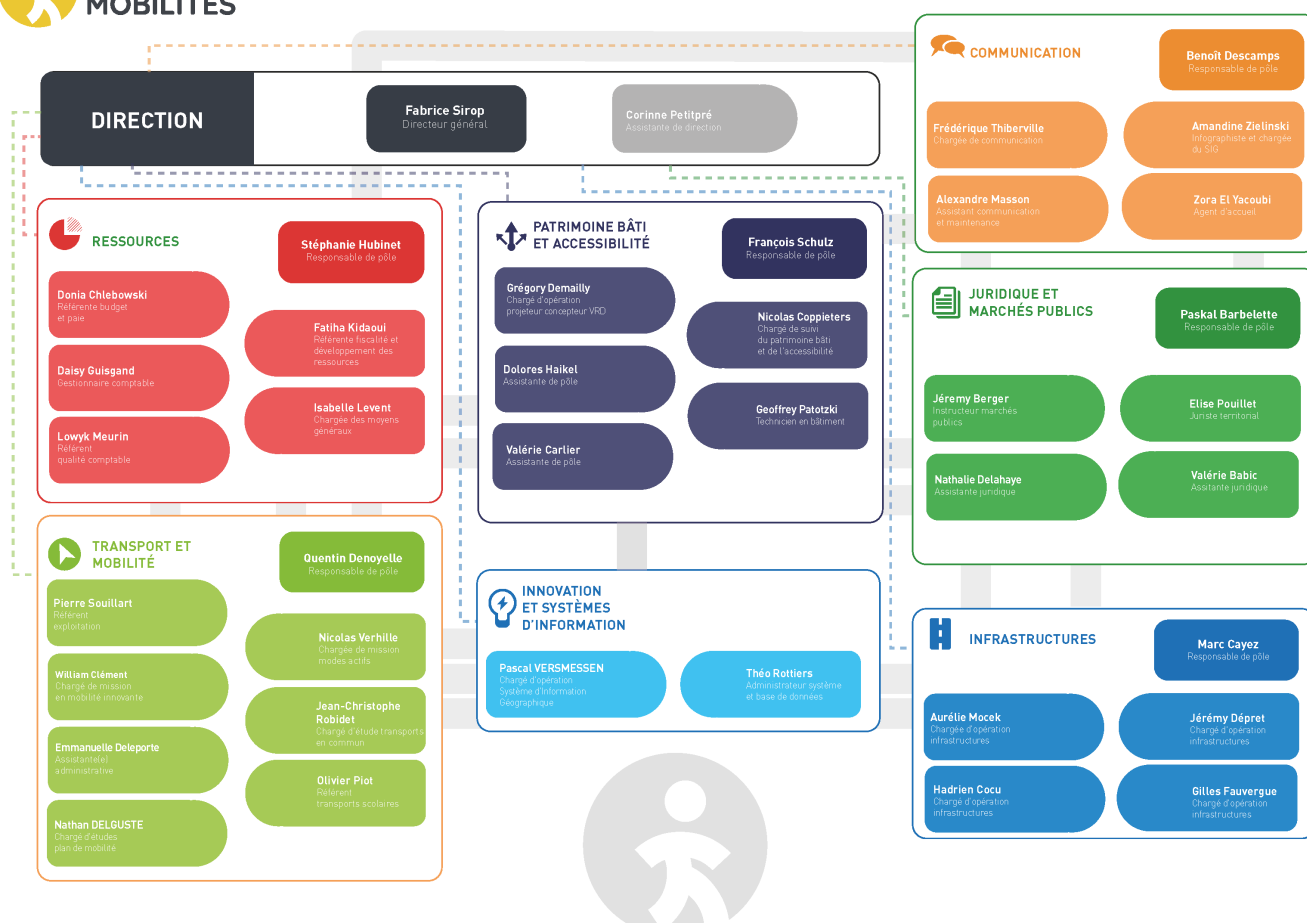 MOBILITÉS
DIRECTION
Fabrice Sirop
Directeur général
Corinne Petitpré
Assistante de direction
COMMUNICATION
Benoît Descamps
Responsable de pôle
Frédérique Thiberville
Chargée de communication
Amandine Zielinski
Infographiste et chargée
du SIG
Alexandre Masson
Assistant communication
et maintenance
Zora El Yacoubi
Agent d'accueil
RESSOURCES
Stéphanie Hubinet
Responsable de pôle
Donia Chlebowski
Référente budget
et paie
Fatiha Kidaoui
Référente fiscalité et
développement des
ressources
Daisy Guisgand
Gestionnaire comptable
Isabelle Levent
Chargée des moyens
généraux
Lowyk Meurin
Référent
qualité comptable
PATRIMOINE BÂTI
ET ACCESSIBILITÉ
François Schulz
Responsable de pôle
Grégory Demailly
Chargé d'opération
projeteur concepteur VRD
Nicolas Coppieters
Chargé de suivi
du patrimoine bâti
et de l'accessibilité
Dolores Haikel
Assistante de pôle
Geoffrey Patotzki
Technicien en bâtiment
Valérie Carlier
Assistante de pôle
JURIDIQUE ET
MARCHÉS PUBLICS
Paskal Barbelette
Responsable de pôle
Jéremy Berger
Instructeur marchés
publics
Elise Pouillet
Juriste territorial
Nathalie Delahaye
Assistante juridique
Valérie Babic
Assitante juridique
TRANSPORT ET
MOBILITÉ
Quentin Denoyelle
Responsable de pôle
Pierre Souillart
Référent
exploitation
Nicolas Verhille
Chargée de mission
modes actifs
William Clément
Chargé de mission
en mobilité innovante
Jean-Christophe
Robidet
Chargé d'étude transports
en commun
Emmanuelle Deleporte
Assistante(e)
administrative
Olivier Piot
Référent
transports scolaires
Nathan DELGUSTE
Chargé d'études
plan de mobilité
INNOVATION
ET SYSTÈMES
D'INFORMATION
Pascal VERSMESSEN
Chargé d'opération
Système d'Information
Géographique
Théo Rottiers
Administrateur système
et base de données
INFRASTRUCTURES
Marc Cayez
Responsable de pôle
Aurélie Mocek
Chargée d'opération
infrastructures
Jérémy Dépret
Chargé d'opération
infrastructures
Hadrien Cocu
Chargé d'opération
infrastructures
Gilles Fauvergue
Chargé d'opération
infrastructures